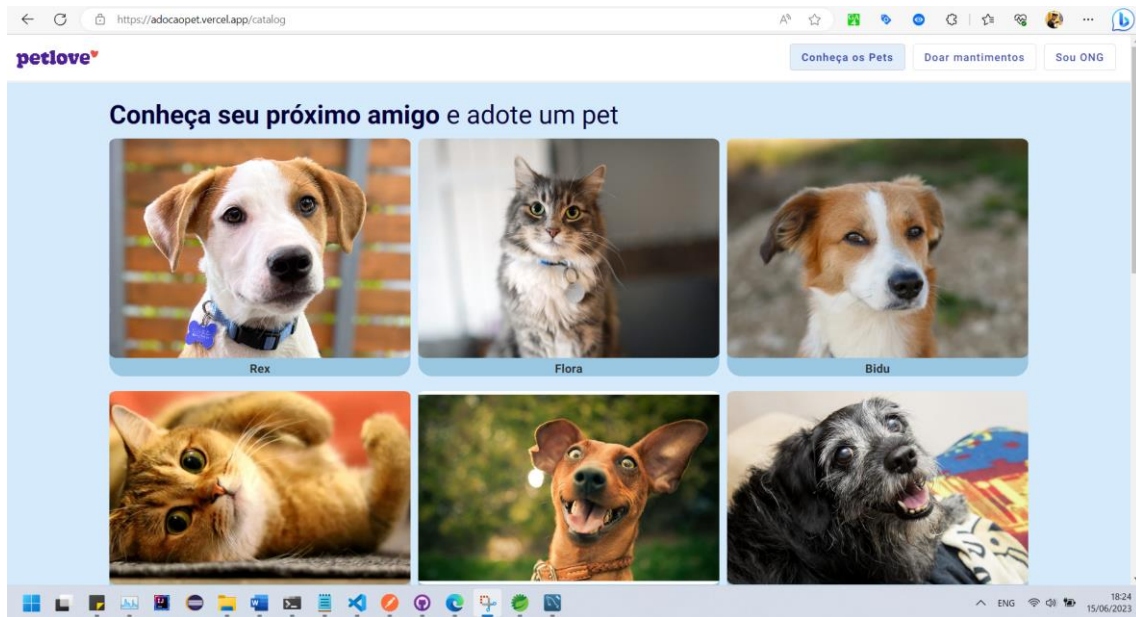 https://adocaopet.vercel.app/catalog
petlove
Conheça os Pets
Doar mantimentos
Sou ONG
Conheça seu próximo amigo e adote um pet
Rex
Flora
Bidu
ENG
18:24
15/06/2023